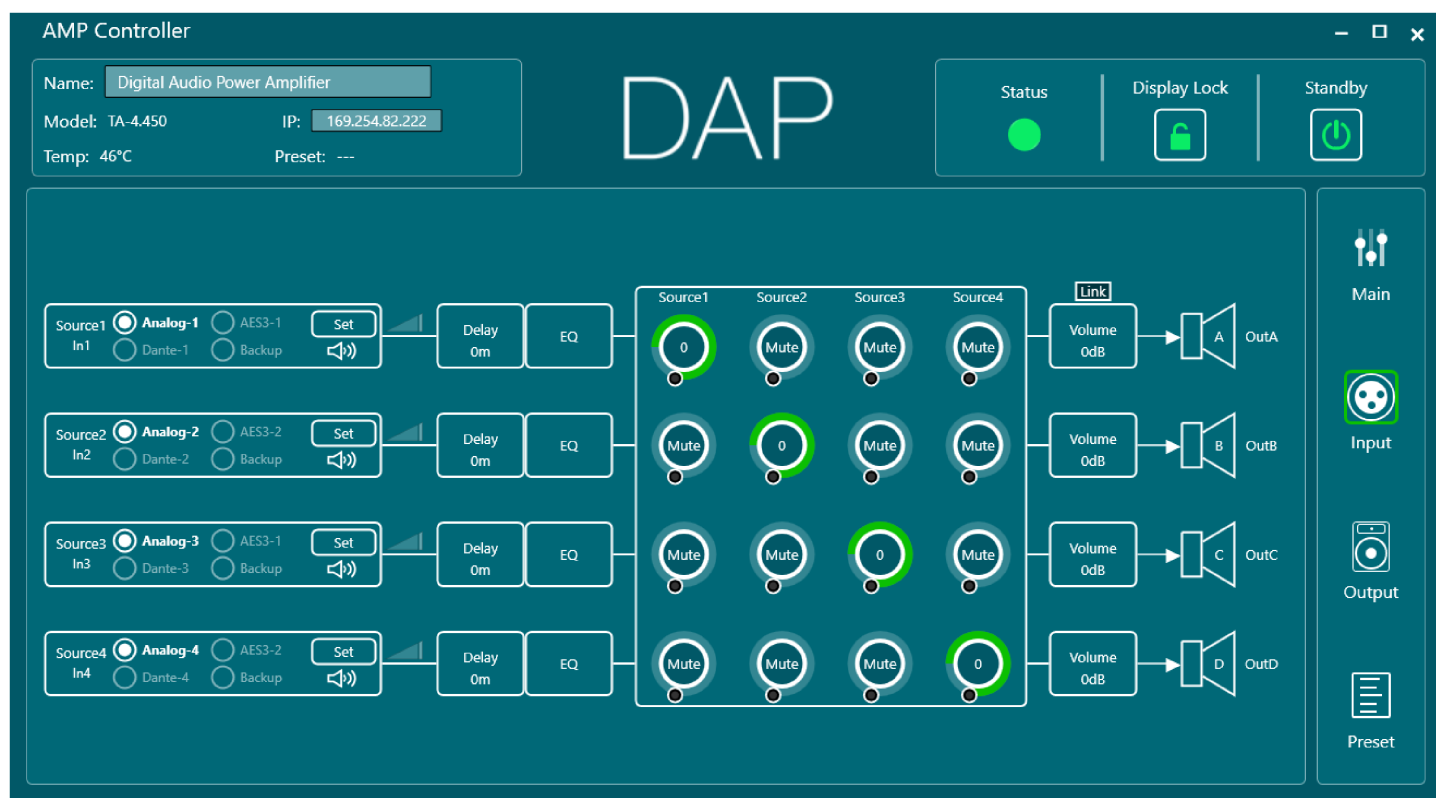 AMP Controller
Name: Digital Audio Power Amplifier
Model: TA-4.450 IP: 169.254.82.222
Temp: 46°C Preset: ---
DAP
Status Display Lock Standby
Link
Source1 Source2 Source3 Source4
Source1 Analog-1 AES3-1 Set
In1 Dante-1 Backup
Delay
0m
EQ
0 Mute Mute Mute
Volume
0dB
A OutA
Source2 Analog-2 AES3-2 Set
In2 Dante-2 Backup
Delay
0m
EQ
Mute 0 Mute Mute
Volume
0dB
B OutB
Source3 Analog-3 AES3-1 Set
In3 Dante-3 Backup
Delay
0m
EQ
Mute Mute 0 Mute
Volume
0dB
C OutC
Source4 Analog-4 AES3-2 Set
In4 Dante-4 Backup
Delay
0m
EQ
Mute Mute Mute 0
Volume
0dB
D OutD
Main
Input
Output
Preset